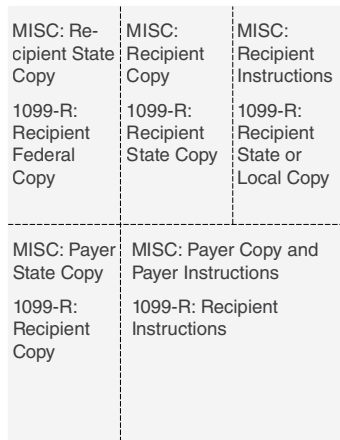 MISC: Re-
cipient State
Copy
1099-R:
Recipient
Federal
Copy
MISC:
Recipient
Copy
1099-R:
Recipient
State Copy
MISC:
Recipient
Instructions
1099-R:
Recipient
State or
Local Copy
MISC: Payer
State Copy
1099-R:
Recipient
Copy
MISC: Payer Copy and
Payer Instructions
1099-R: Recipient
Instructions